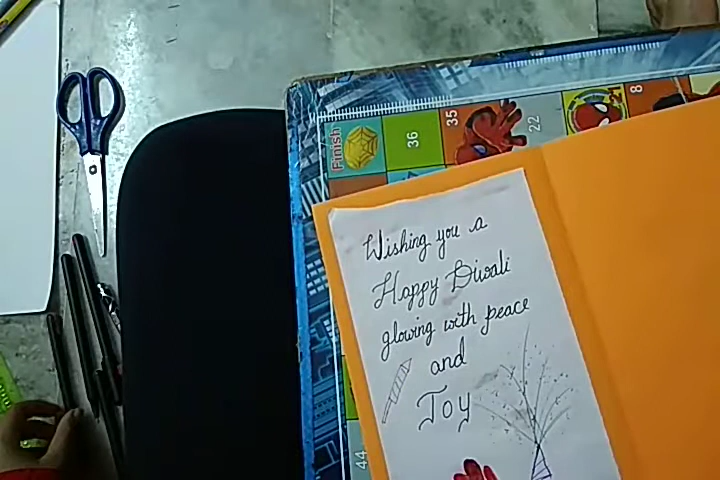 Wishing you a
Happy Diwali
glowing with peace
and
Joy
Finish
36
35
22
8
44